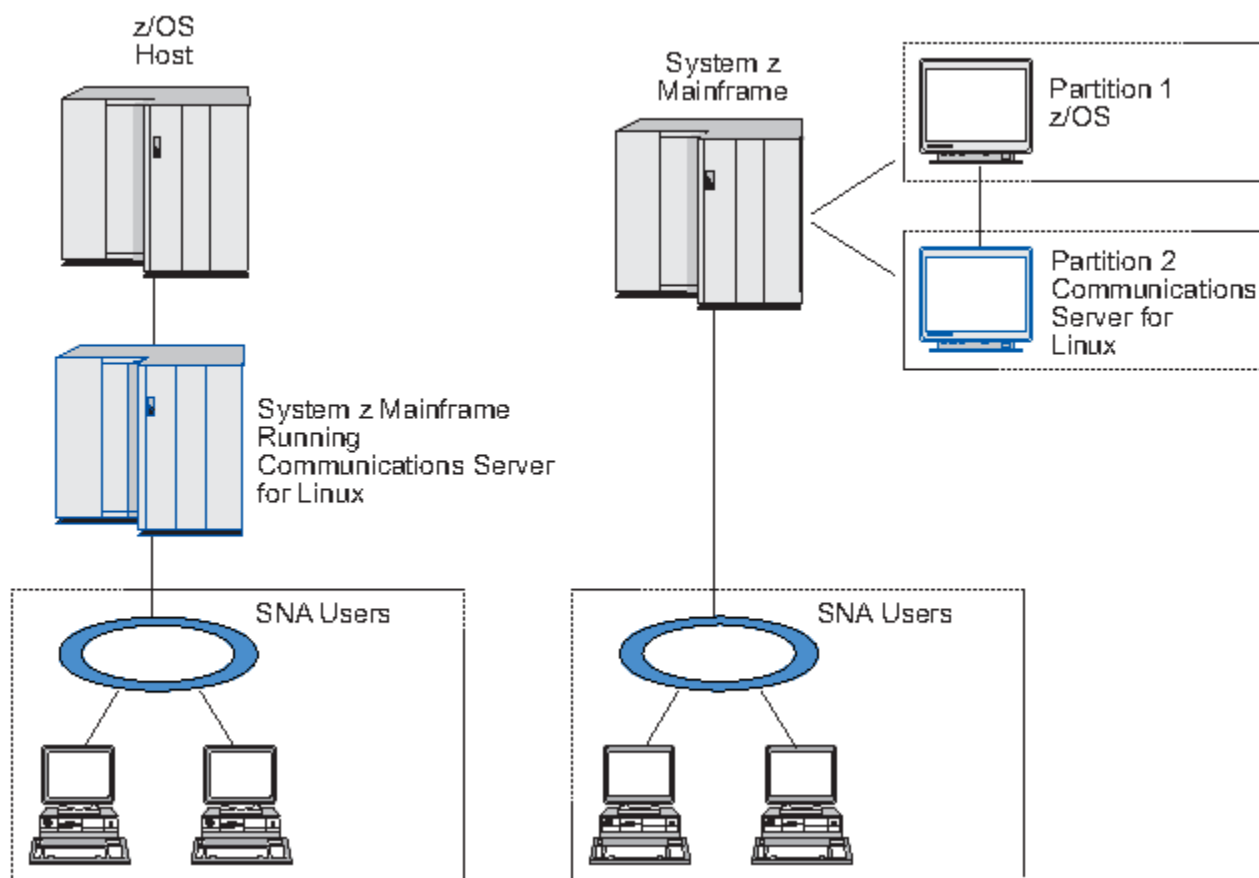 z/OS
Host
System z Mainframe
Running
Communications Server
for Linux
SNA Users
System z
Mainframe
Partition 1
z/OS
Partition 2
Communications
Server for
Linux
SNA Users